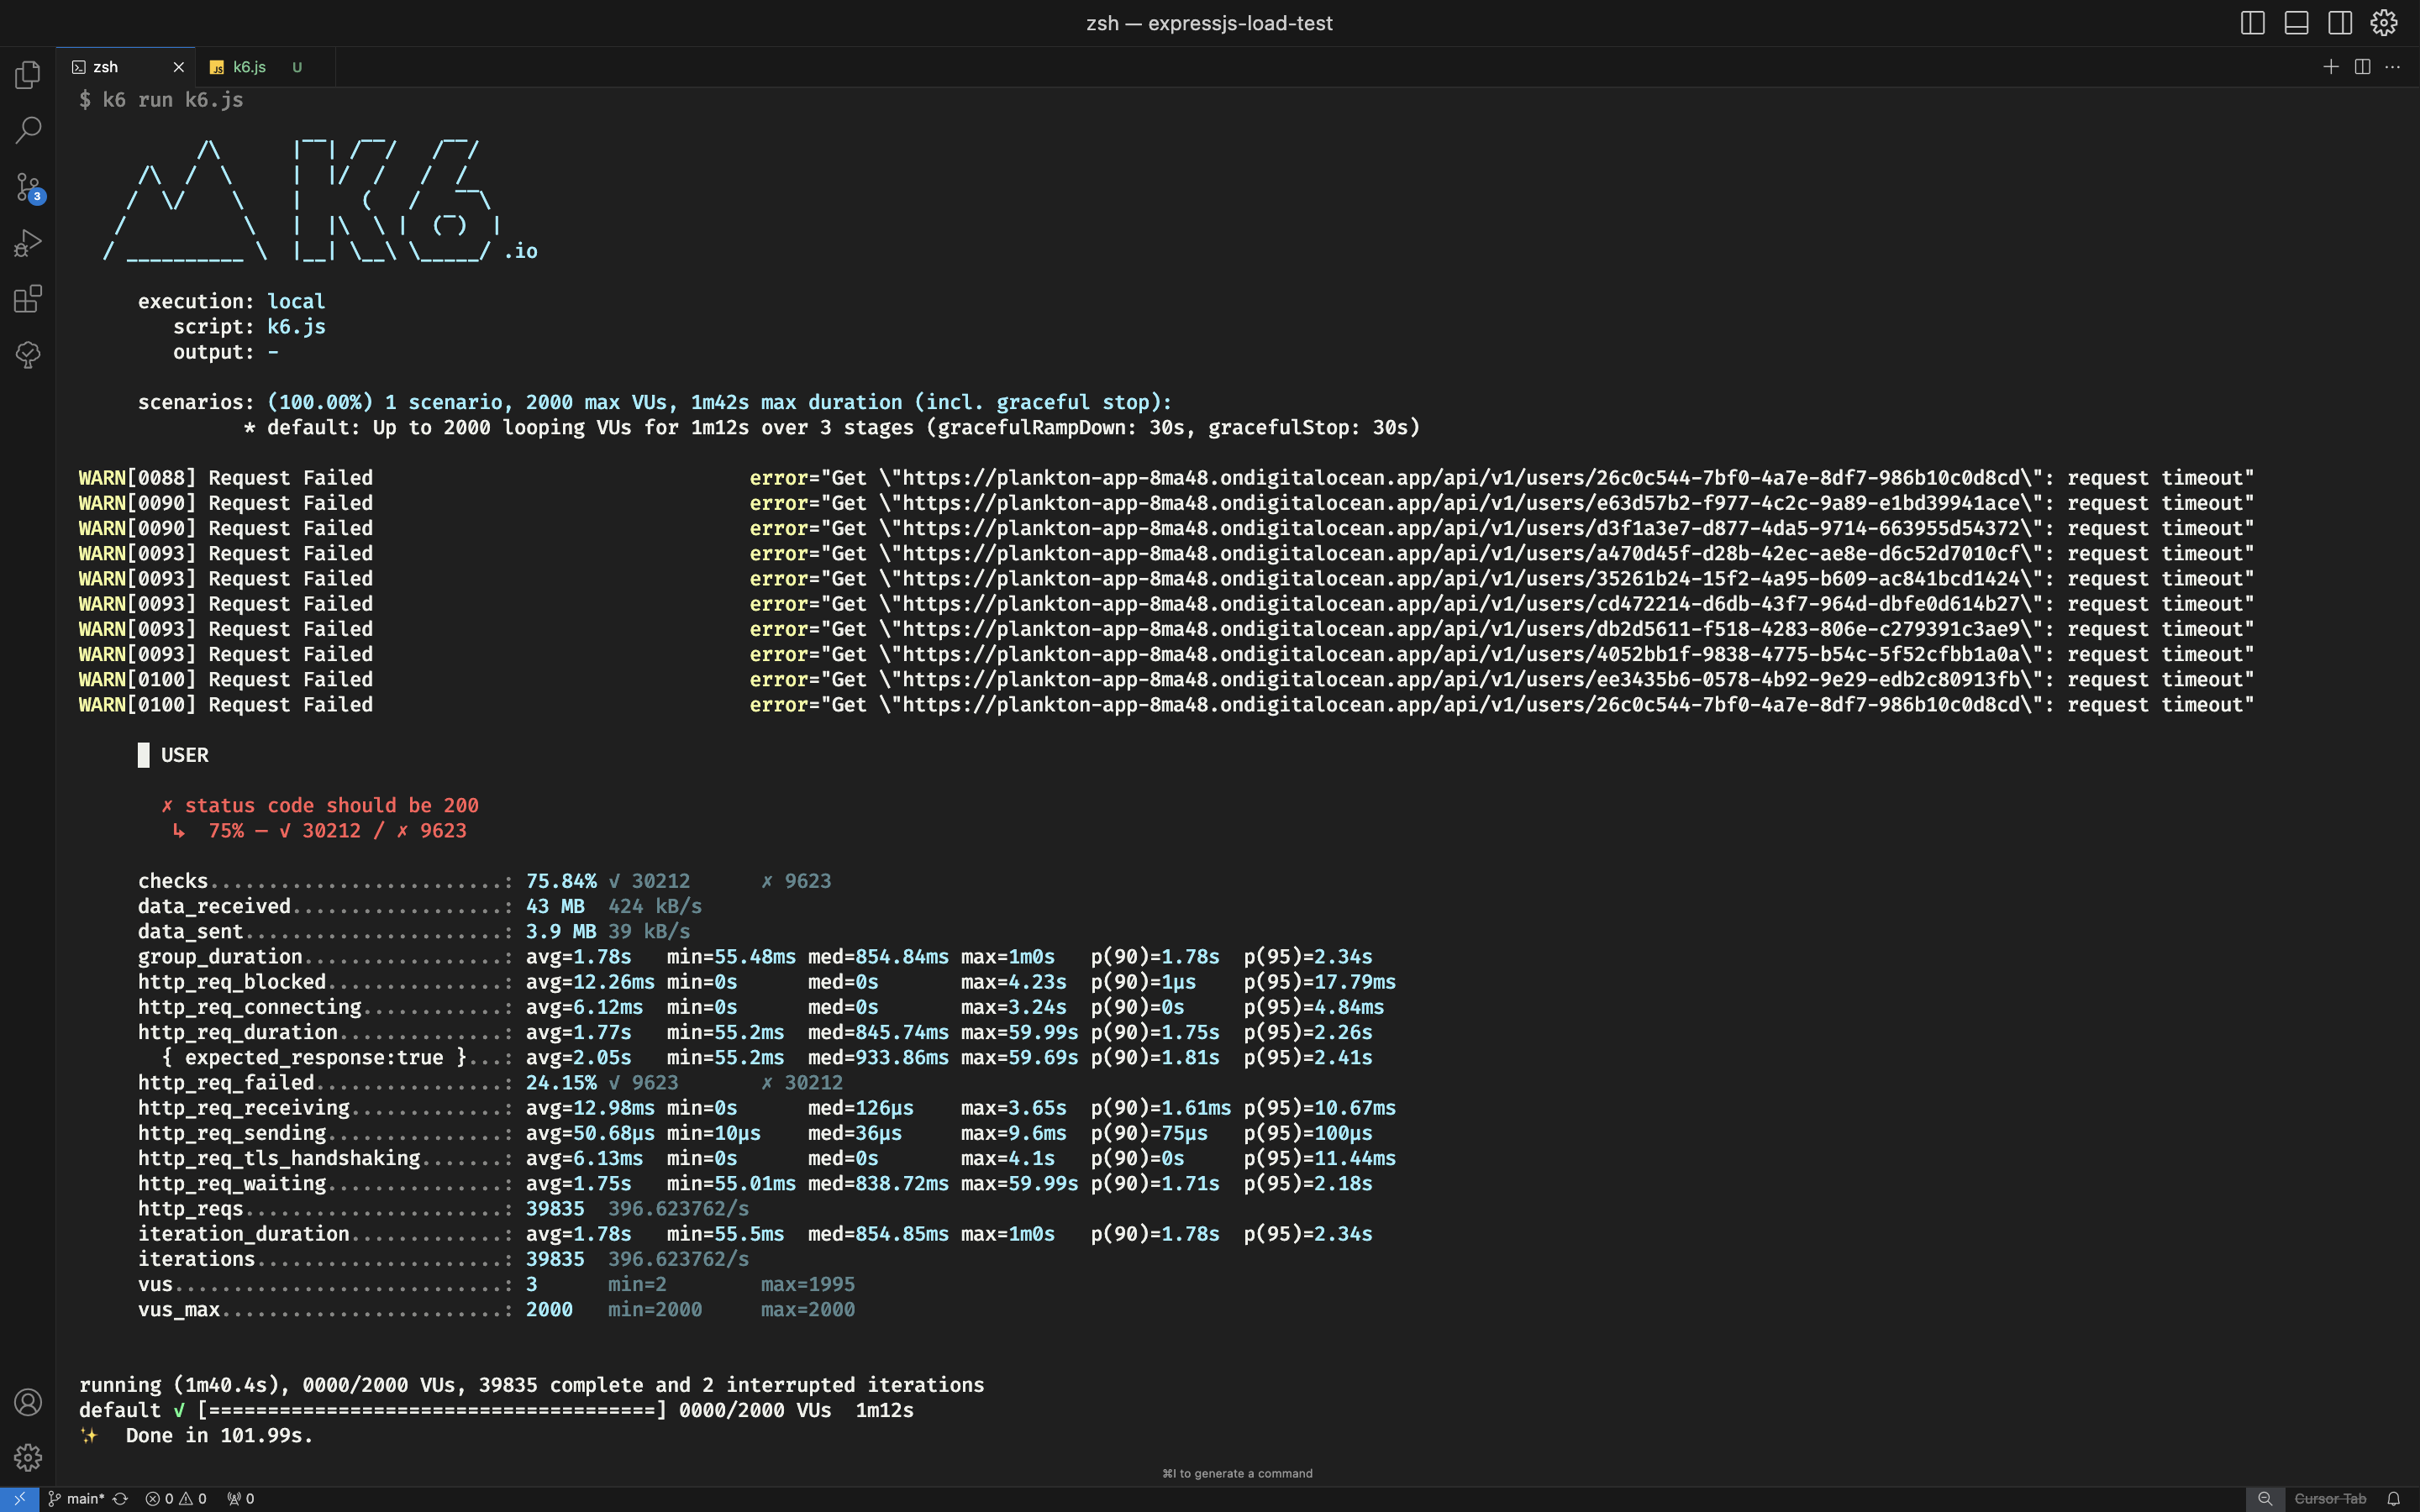 zsh — expressjs-load-test
zsh
k6.js U
$ k6 run k6.js
          /\      |‾‾| /‾‾/   /‾‾/
     /\  /  \     |  |/  /   /  /
    /  \/    \    |     (   /   ‾‾\
   /          \   |  |\  \ |  (‾)  |
  / __________ \  |__| \__\ \_____/ .io
execution: local
script: k6.js
output: -
scenarios: (100.00%) 1 scenario, 2000 max VUs, 1m42s max duration (incl. graceful stop):
* default: Up to 2000 looping VUs for 1m12s over 3 stages (gracefulRampDown: 30s, gracefulStop: 30s)
WARN[0088] Request Failed error="Get \"https://plankton-app-8ma48.ondigitalocean.app/api/v1/users/26c0c544-7bf0-4a7e-8df7-986b10c0d8cd\": request timeout"
WARN[0090] Request Failed error="Get \"https://plankton-app-8ma48.ondigitalocean.app/api/v1/users/e63d57b2-f977-4c2c-9a89-e1bd39941ace\": request timeout"
WARN[0090] Request Failed error="Get \"https://plankton-app-8ma48.ondigitalocean.app/api/v1/users/d3f1a3e7-d877-4da5-9714-663955d54372\": request timeout"
WARN[0093] Request Failed error="Get \"https://plankton-app-8ma48.ondigitalocean.app/api/v1/users/a470d45f-d28b-42ec-ae8e-d6c52d7010cf\": request timeout"
WARN[0093] Request Failed error="Get \"https://plankton-app-8ma48.ondigitalocean.app/api/v1/users/35261b24-15f2-4a95-b609-ac841bcd1424\": request timeout"
WARN[0093] Request Failed error="Get \"https://plankton-app-8ma48.ondigitalocean.app/api/v1/users/cd472214-d6db-43f7-964d-dbfe0d614b27\": request timeout"
WARN[0093] Request Failed error="Get \"https://plankton-app-8ma48.ondigitalocean.app/api/v1/users/db2d5611-f518-4283-806e-c279391c3ae9\": request timeout"
WARN[0093] Request Failed error="Get \"https://plankton-app-8ma48.ondigitalocean.app/api/v1/users/4052bb1f-9838-4775-b54c-5f52cfbb1a0a\": request timeout"
WARN[0100] Request Failed error="Get \"https://plankton-app-8ma48.ondigitalocean.app/api/v1/users/ee3435b6-0578-4b92-9e29-edb2c80913fb\": request timeout"
WARN[0100] Request Failed error="Get \"https://plankton-app-8ma48.ondigitalocean.app/api/v1/users/26c0c544-7bf0-4a7e-8df7-986b10c0d8cd\": request timeout"
█ USER
✗ status code should be 200
↳  75% — ✓ 30212 / ✗ 9623
checks.........................: 75.84% ✓ 30212 ✗ 9623
data_received..................: 43 MB 424 kB/s
data_sent......................: 3.9 MB 39 kB/s
group_duration.................: avg=1.78s min=55.48ms med=854.84ms max=1m0s p(90)=1.78s p(95)=2.34s
http_req_blocked...............: avg=12.26ms min=0s med=0s max=4.23s p(90)=1µs p(95)=17.79ms
http_req_connecting............: avg=6.12ms min=0s med=0s max=3.24s p(90)=0s p(95)=4.84ms
http_req_duration..............: avg=1.77s min=55.2ms med=845.74ms max=59.99s p(90)=1.75s p(95)=2.26s
{ expected_response:true }...: avg=2.05s min=55.2ms med=933.86ms max=59.69s p(90)=1.81s p(95)=2.41s
http_req_failed................: 24.15% ✓ 9623 ✗ 30212
http_req_receiving.............: avg=12.98ms min=0s med=126µs max=3.65s p(90)=1.61ms p(95)=10.67ms
http_req_sending...............: avg=50.68µs min=10µs med=36µs max=9.6ms p(90)=75µs p(95)=100µs
http_req_tls_handshaking.......: avg=6.13ms min=0s med=0s max=4.1s p(90)=0s p(95)=11.44ms
http_req_waiting...............: avg=1.75s min=55.01ms med=838.72ms max=59.99s p(90)=1.71s p(95)=2.18s
http_reqs......................: 39835 396.623762/s
iteration_duration.............: avg=1.78s min=55.5ms med=854.85ms max=1m0s p(90)=1.78s p(95)=2.34s
iterations.....................: 39835 396.623762/s
vus............................: 3 min=2 max=1995
vus_max........................: 2000 min=2000 max=2000
running (1m40.4s), 0000/2000 VUs, 39835 complete and 2 interrupted iterations
default ✓ [======================================] 0000/2000 VUs  1m12s
✨  Done in 101.99s.
⌘I to generate a command
3
main* 0 0 0
Cursor Tab